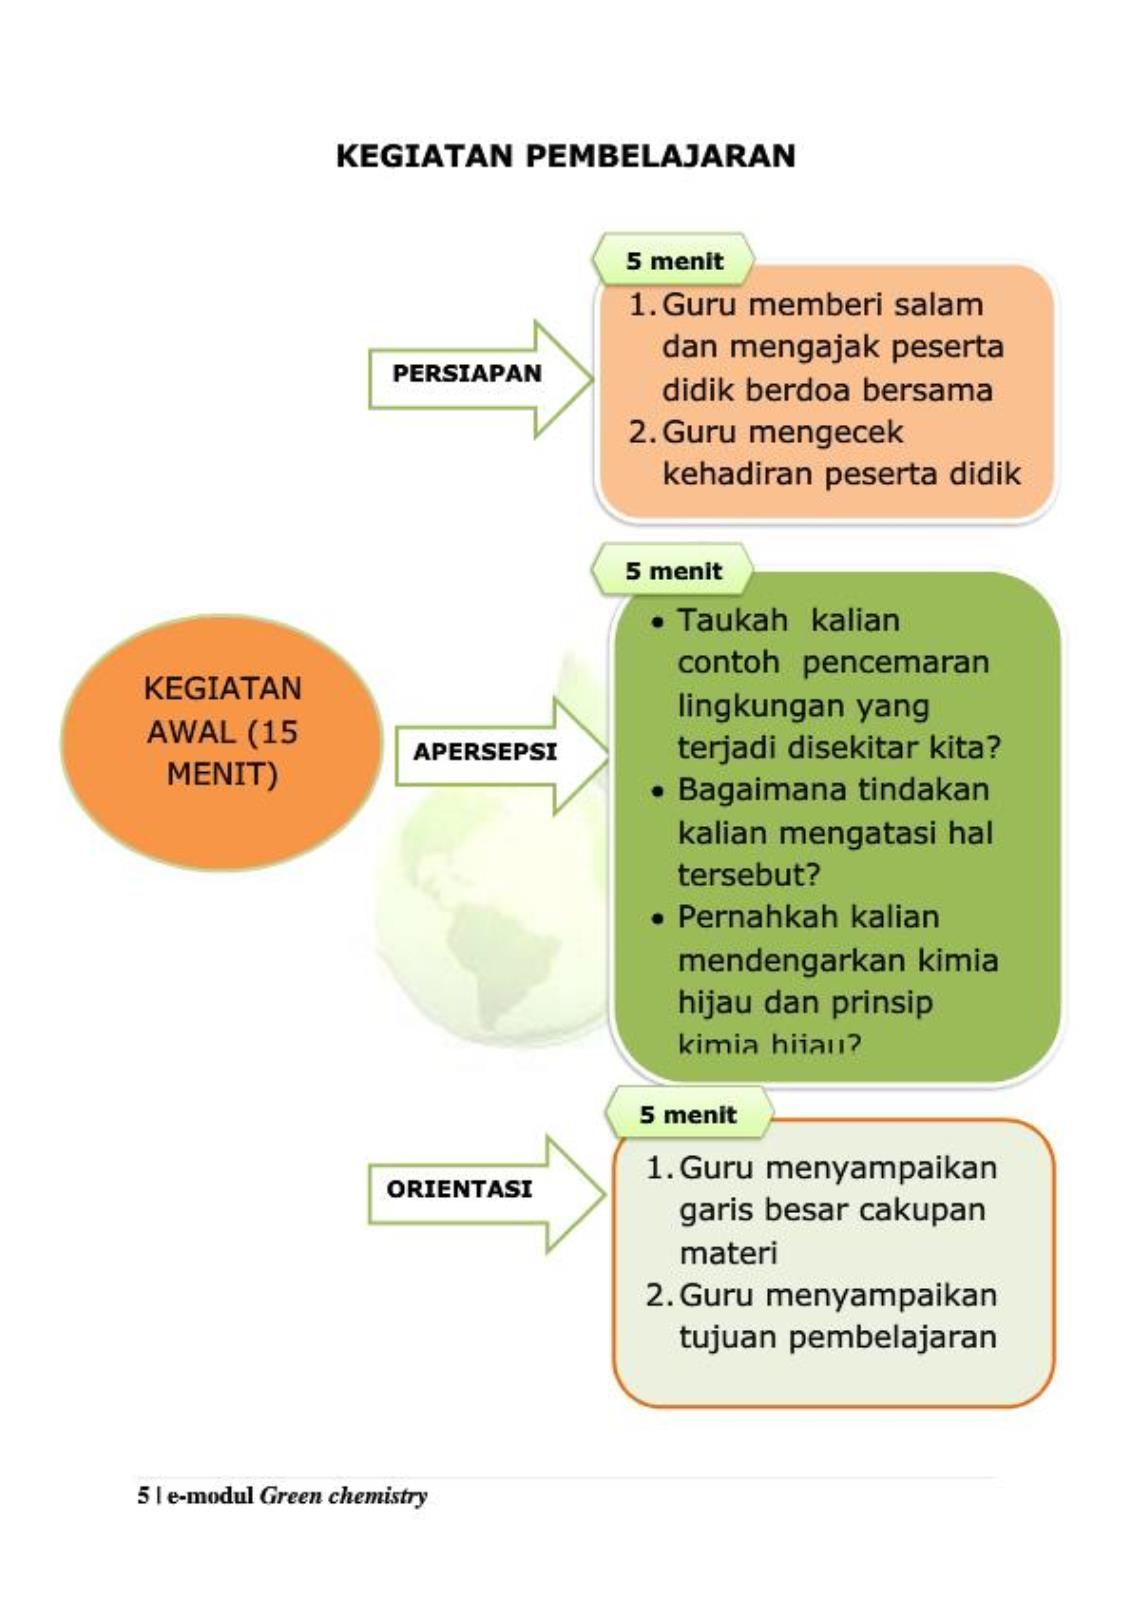 KEGIATAN PEMBELAJARAN
5 menit
PERSIAPAN
1. Guru memberi salam
dan mengajak peserta
didik berdoa bersama
2. Guru mengecek
kehadiran peserta didik
KEGIATAN
AWAL (15
MENIT)
5 menit
APERSEPSI
• Taukah kalian
contoh pencemaran
lingkungan yang
terjadi disekitar kita?
• Bagaimana tindakan
kalian mengatasi hal
tersebut?
• Pernahkah kalian
mendengarkan kimia
hijau dan prinsip
kimia hijau?
5 menit
ORIENTASI
1. Guru menyampaikan
garis besar cakupan
materi
2. Guru menyampaikan
tujuan pembelajaran
5 | e-modul Green chemistry